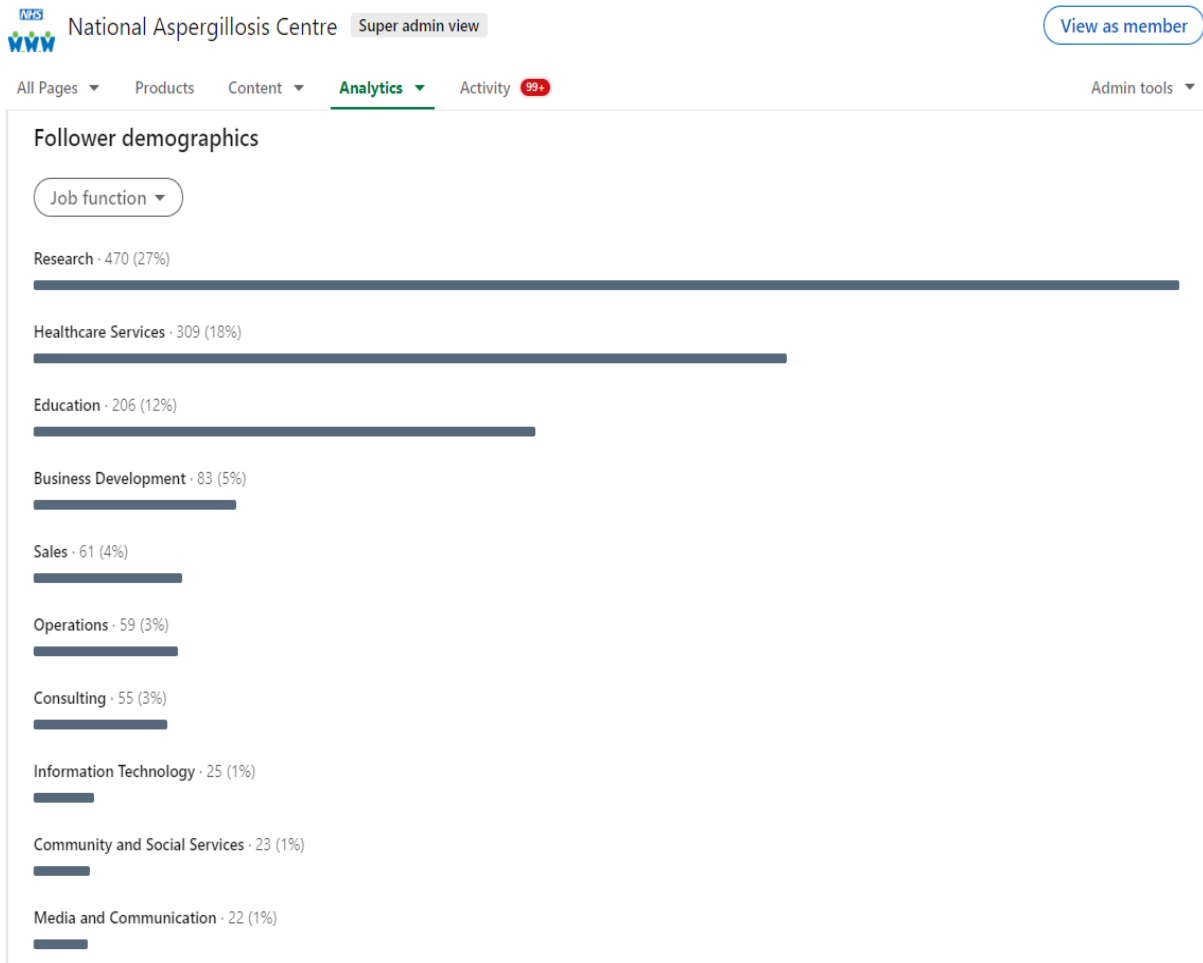 NHS
National Aspergillosis Centre Super admin view View as member
All Pages Products Content Analytics Activity 99+ Admin tools
Follower demographics
Job function
Research · 470 (27%)
Healthcare Services · 309 (18%)
Education · 206 (12%)
Business Development · 83 (5%)
Sales · 61 (4%)
Operations · 59 (3%)
Consulting · 55 (3%)
Information Technology · 25 (1%)
Community and Social Services · 23 (1%)
Media and Communication · 22 (1%)